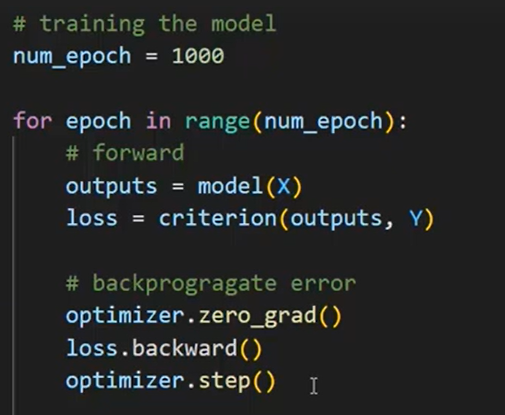 # training the model
num_epoch = 1000
for epoch in range(num_epoch):
# forward
outputs = model(X)
loss = criterion(outputs, Y)
# backprogragate error
optimizer.zero_grad()
loss.backward()
optimizer.step()